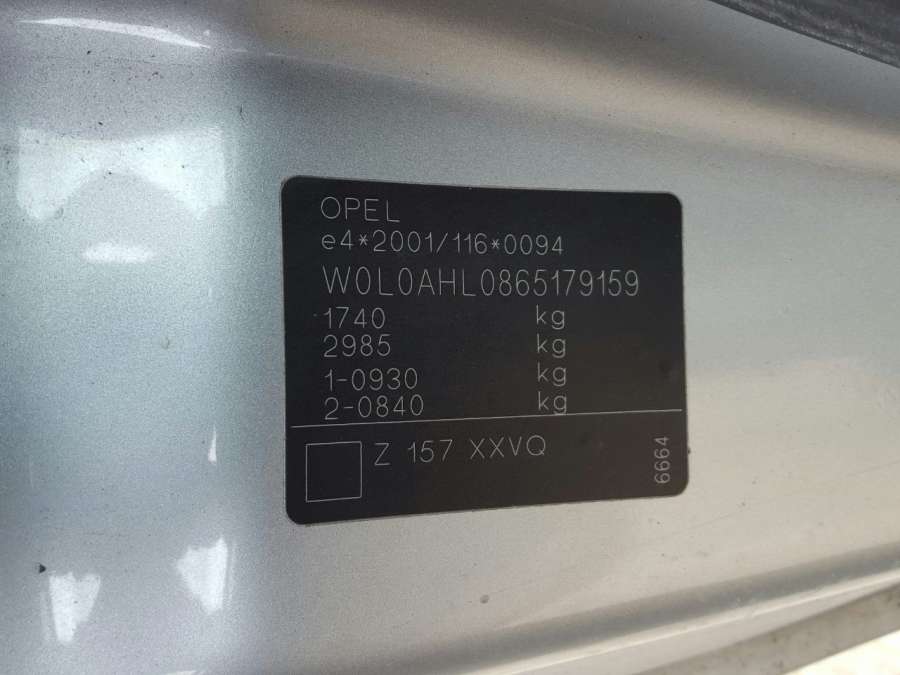 OPEL
e4*2001/116*0094
W0L0AHL0865179159
1740 kg
2985 kg
1-0930 kg
2-0840 kg
Z 157 XXVQ
6664